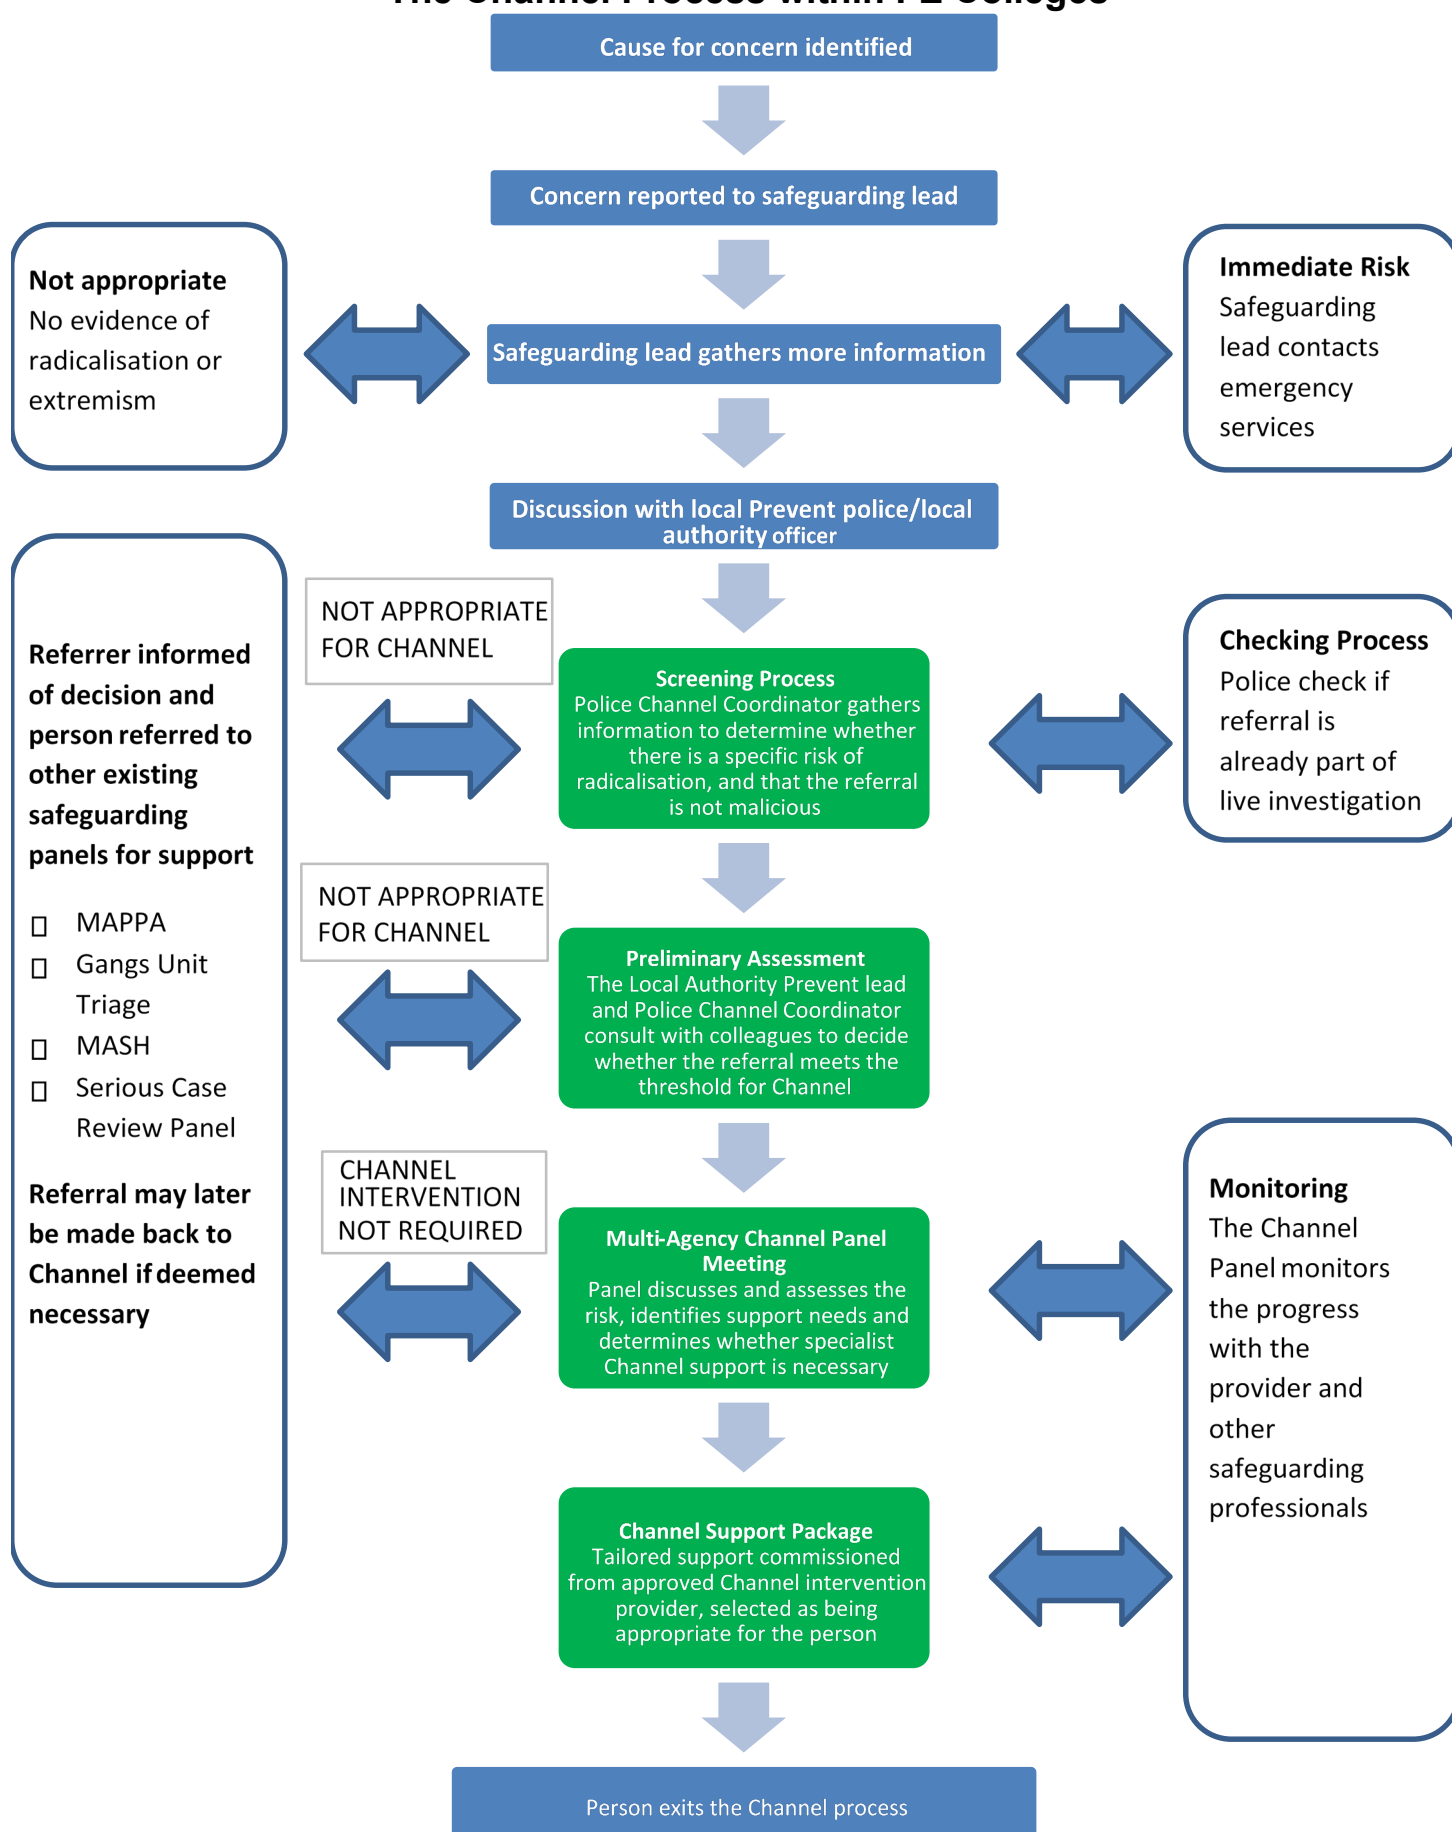 The Channel Process within FE Colleges
Cause for concern identified
Concern reported to safeguarding lead
Not appropriate
No evidence of
radicalisation or
extremism
Safeguarding lead gathers more information
Immediate Risk
Safeguarding
lead contacts
emergency
services
Discussion with local Prevent police/local
authority officer
Referrer informed
of decision and
person referred to
other existing
safeguarding
panels for support
MAPPA
Gangs Unit
Triage
MASH
Serious Case
Review Panel
Referral may later
be made back to
Channel if deemed
necessary
NOT APPROPRIATE
FOR CHANNEL
Screening Process
Police Channel Coordinator gathers
information to determine whether
there is a specific risk of
radicalisation, and that the referral
is not malicious
Checking Process
Police check if
referral is
already part of
live investigation
NOT APPROPRIATE
FOR CHANNEL
Preliminary Assessment
The Local Authority Prevent lead
and Police Channel Coordinator
consult with colleagues to decide
whether the referral meets the
threshold for Channel
CHANNEL
INTERVENTION
NOT REQUIRED
Multi-Agency Channel Panel
Meeting
Panel discusses and assesses the
risk, identifies support needs and
determines whether specialist
Channel support is necessary
Monitoring
The Channel
Panel monitors
the progress
with the
provider and
other
safeguarding
professionals
Channel Support Package
Tailored support commissioned
from approved Channel intervention
provider, selected as being
appropriate for the person
Person exits the Channel process